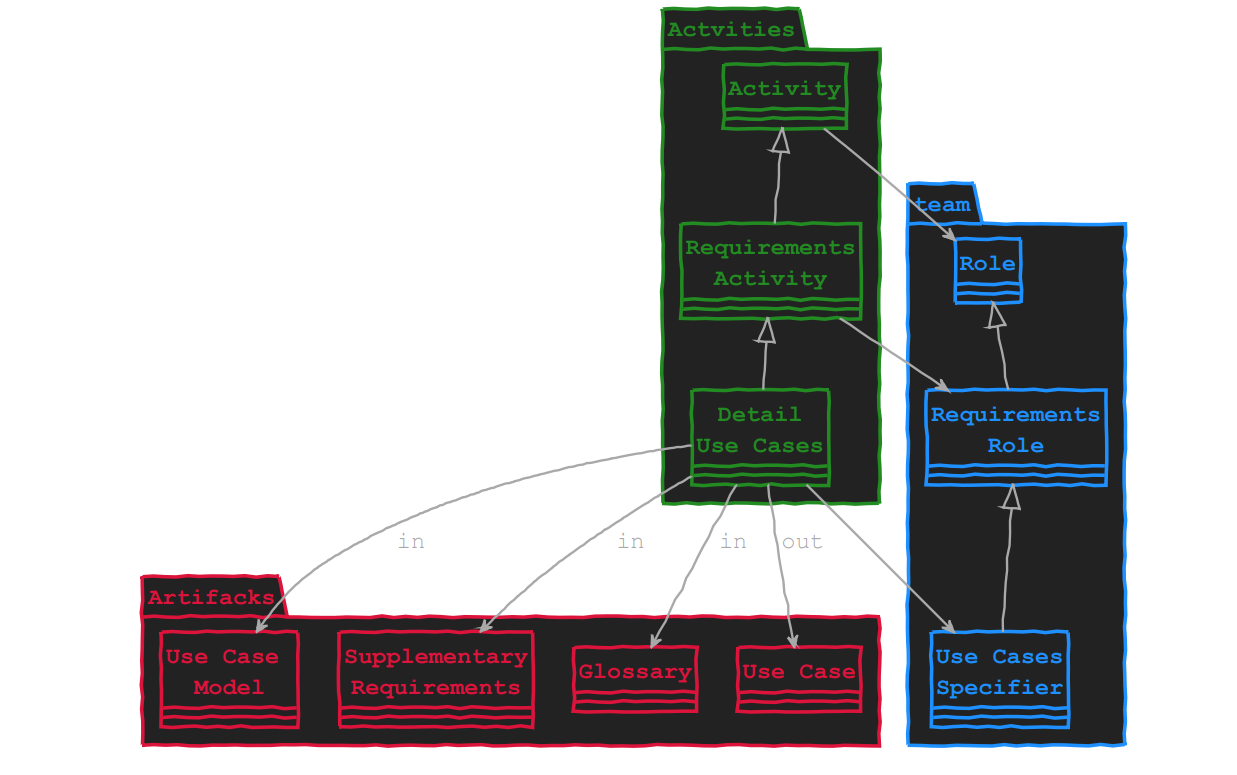 Actvities
Activity
team
Requirements
Activity
Role
Detail
Use Cases
Requirements
Role
in
in
in
out
Artifacks
Use Case
Model
Supplementary
Requirements
Glossary
Use Case
Use Cases
Specifier